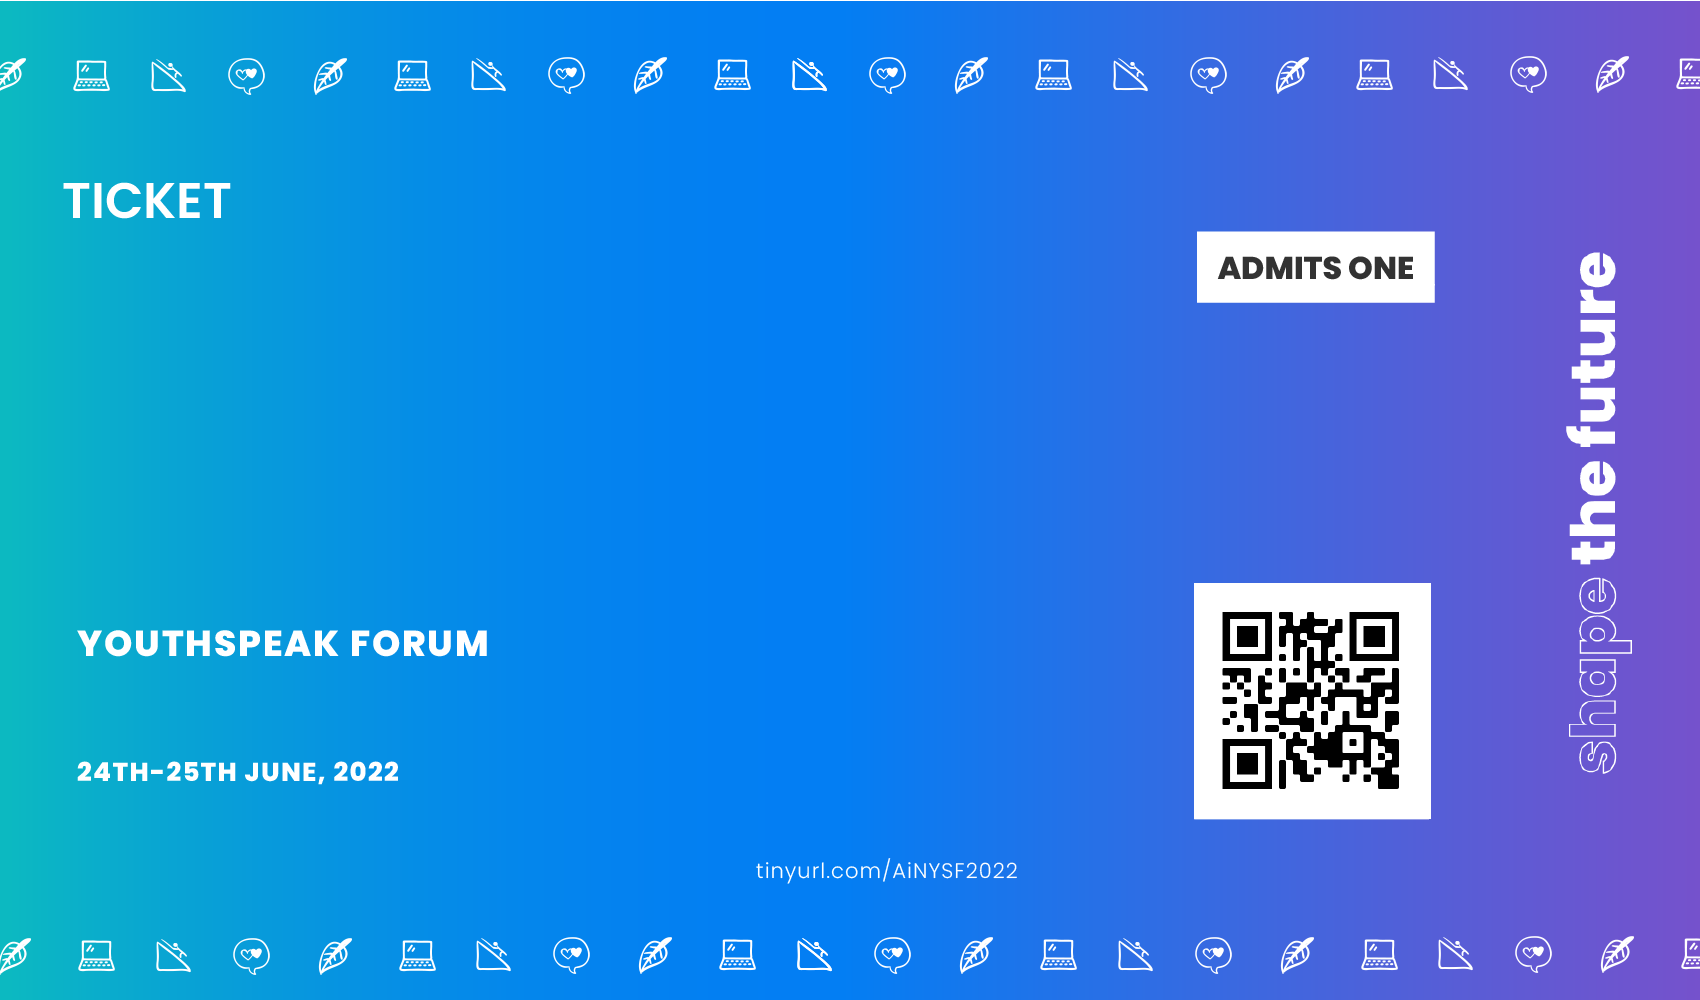 TICKET
ADMITS ONE
shape the future
YOUTHSPEAK FORUM
24TH-25TH JUNE, 2022
tinyurl.com/AiNYSF2022